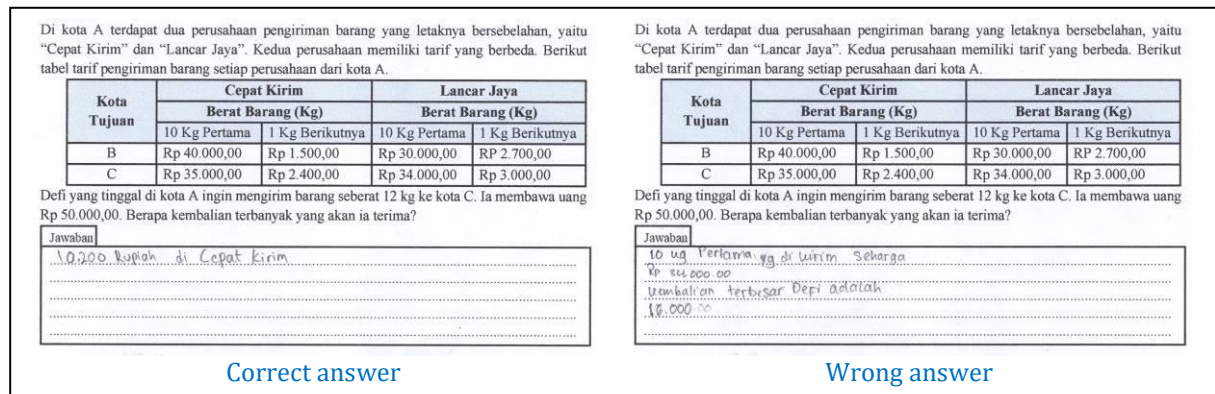 Di kota A terdapat dua perusahaan pengiriman barang yang letaknya bersebelahan, yaitu
“Cepat Kirim” dan “Lancar Jaya”. Kedua perusahaan memiliki tarif yang berbeda. Berikut
tabel tarif pengiriman barang setiap perusahaan dari kota A.
Kota Tujuan Cepat Kirim Lancar Jaya
Berat Barang (Kg) Berat Barang (Kg)
10 Kg Pertama 1 Kg Berikutnya 10 Kg Pertama 1 Kg Berikutnya
B Rp 40.000,00 Rp 1.500,00 Rp 30.000,00 RP 2.700,00
C Rp 35.000,00 Rp 2.400,00 Rp 34.000,00 Rp 3.000,00
Defi yang tinggal di kota A ingin mengirim barang seberat 12 kg ke kota C. Ia membawa uang
Rp 50.000,00. Berapa kembalian terbanyak yang akan ia terima?
Jawaban
10.200 Rupiah di Cepat Kirim
Correct answer
Di kota A terdapat dua perusahaan pengiriman barang yang letaknya bersebelahan, yaitu
“Cepat Kirim” dan “Lancar Jaya”. Kedua perusahaan memiliki tarif yang berbeda. Berikut
tabel tarif pengiriman barang setiap perusahaan dari kota A.
Kota Tujuan Cepat Kirim Lancar Jaya
Berat Barang (Kg) Berat Barang (Kg)
10 Kg Pertama 1 Kg Berikutnya 10 Kg Pertama 1 Kg Berikutnya
B Rp 40.000,00 Rp 1.500,00 Rp 30.000,00 RP 2.700,00
C Rp 35.000,00 Rp 2.400,00 Rp 34.000,00 Rp 3.000,00
Defi yang tinggal di kota A ingin mengirim barang seberat 12 kg ke kota C. Ia membawa uang
Rp 50.000,00. Berapa kembalian terbanyak yang akan ia terima?
Jawaban
10 kg Pertama yg di kirim seharga
Rp 34.000.00
kembalian terbesar Defi adalah
16.000.00
Wrong answer